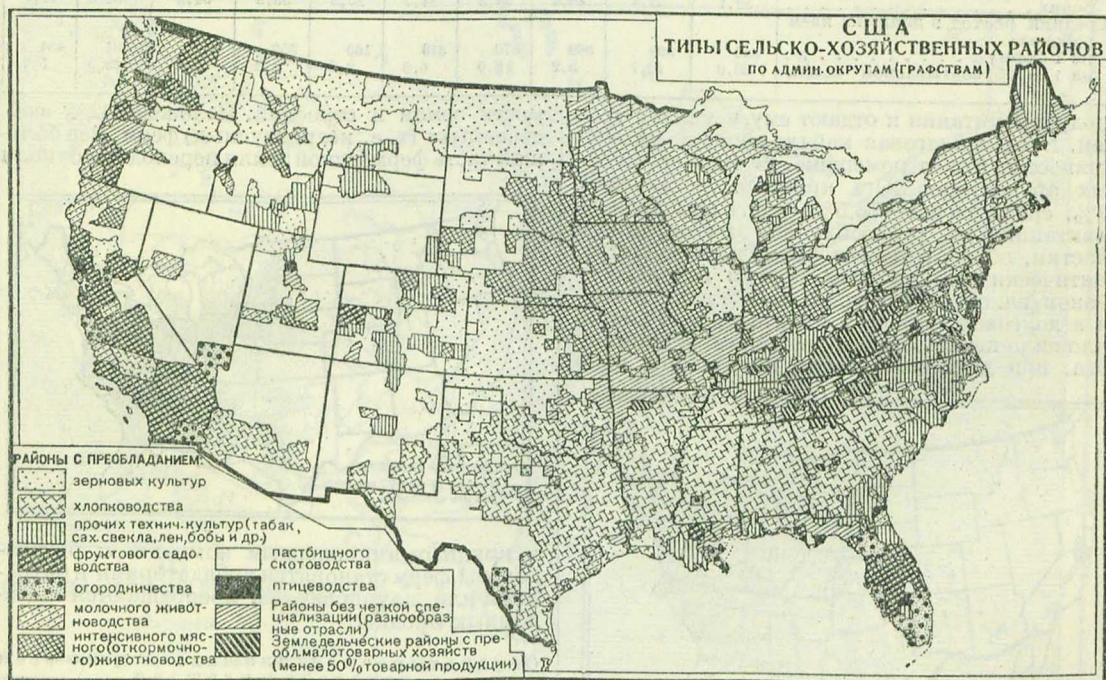 США
ТИПЫ СЕЛЬСКО-ХОЗЯЙСТВЕННЫХ РАЙОНОВ
ПО АДМИН. ОКРУГАМ (ГРАФСТВАМ)
РАЙОНЫ С ПРЕОБЛАДАНИЕМ:
зерновых культур
хлопководства
прочих технич. культур (табак
сах. свекла, лен, бобы и др.)
фруктового садо-
водства
огородничества
молочного живот-
новодства
интенсивного мяс-
ного (откормочно-
го) животноводства
пастбищного
скотоводства
птицеводства
Районы без четкой спе-
циализации (разнообраз-
ные отрасли)
Земледельческие районы с пре-
обл. малотоварных хозяйств
(менее 50% товарной продукции)